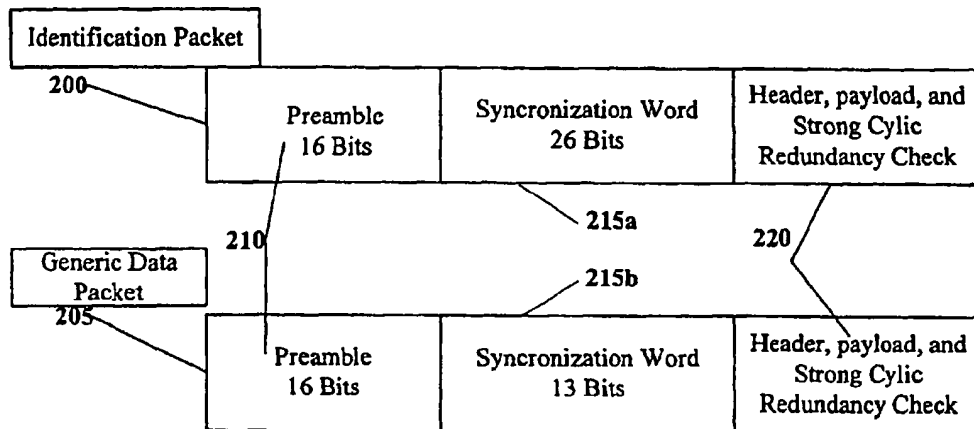 Identification Packet
200
Preamble
16 Bits
Syncronization Word
26 Bits
Header, payload, and
Strong Cylic
Redundancy Check
215a
210
220
Generic Data
Packet
215b
205
Preamble
16 Bits
Syncronization Word
13 Bits
Header, payload, and
Strong Cylic
Redundancy Check